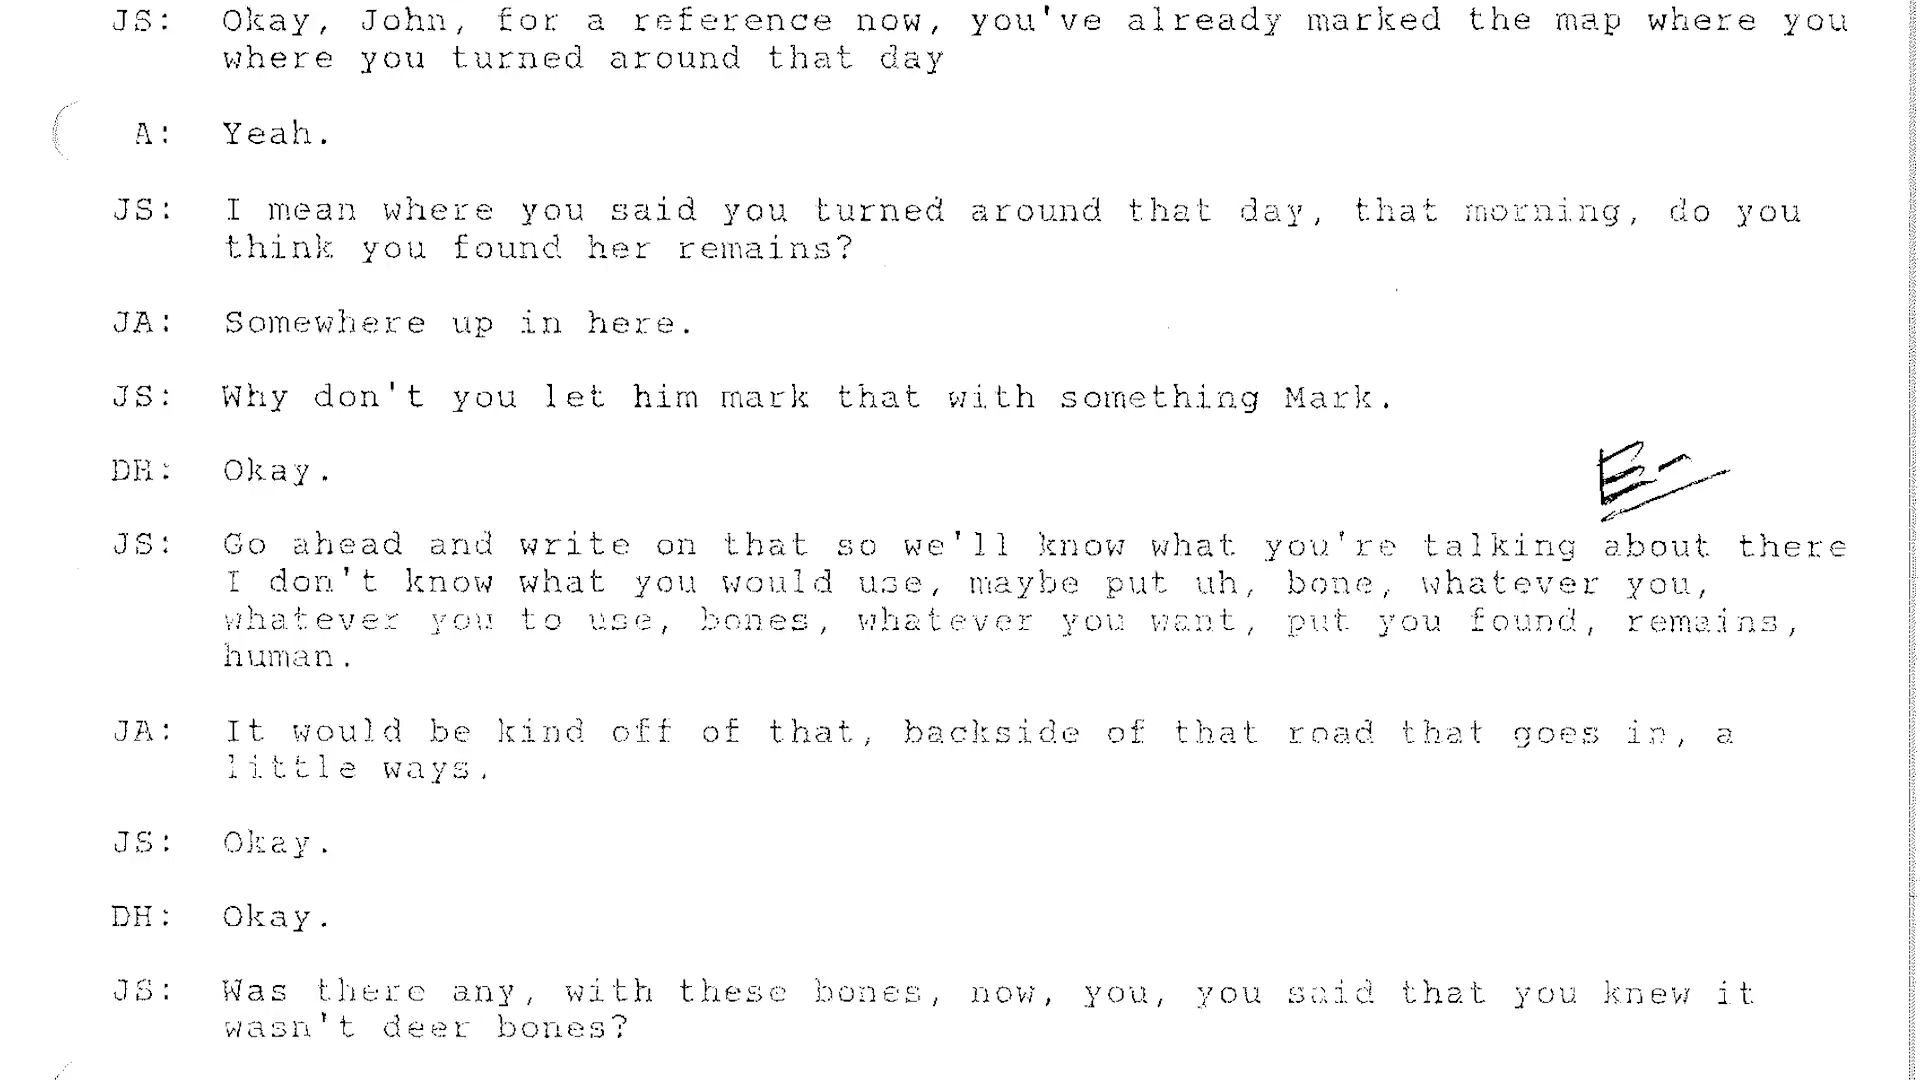 JS: Okay, John, for a reference now, you've already marked the map where you
where you turned around that day
A: Yeah.
JS: I mean where you said you turned around that day, that morning, do you
think you found her remains?
JA: Somewhere up in here.
JS: Why don't you let him mark that with something Mark.
DH: Okay.
JS: Go ahead and write on that so we'll know what you're talking about there
I don't know what you would use, maybe put uh, bone, whatever you,
whatever you to use, bones, whatever you want, put you found, remains,
human.
JA: It would be kind off of that, backside of that road that goes in, a
little ways.
JS: Okay.
DH: Okay.
JS: Was there any, with these bones, now, you, you said that you knew it
wasn't deer bones?